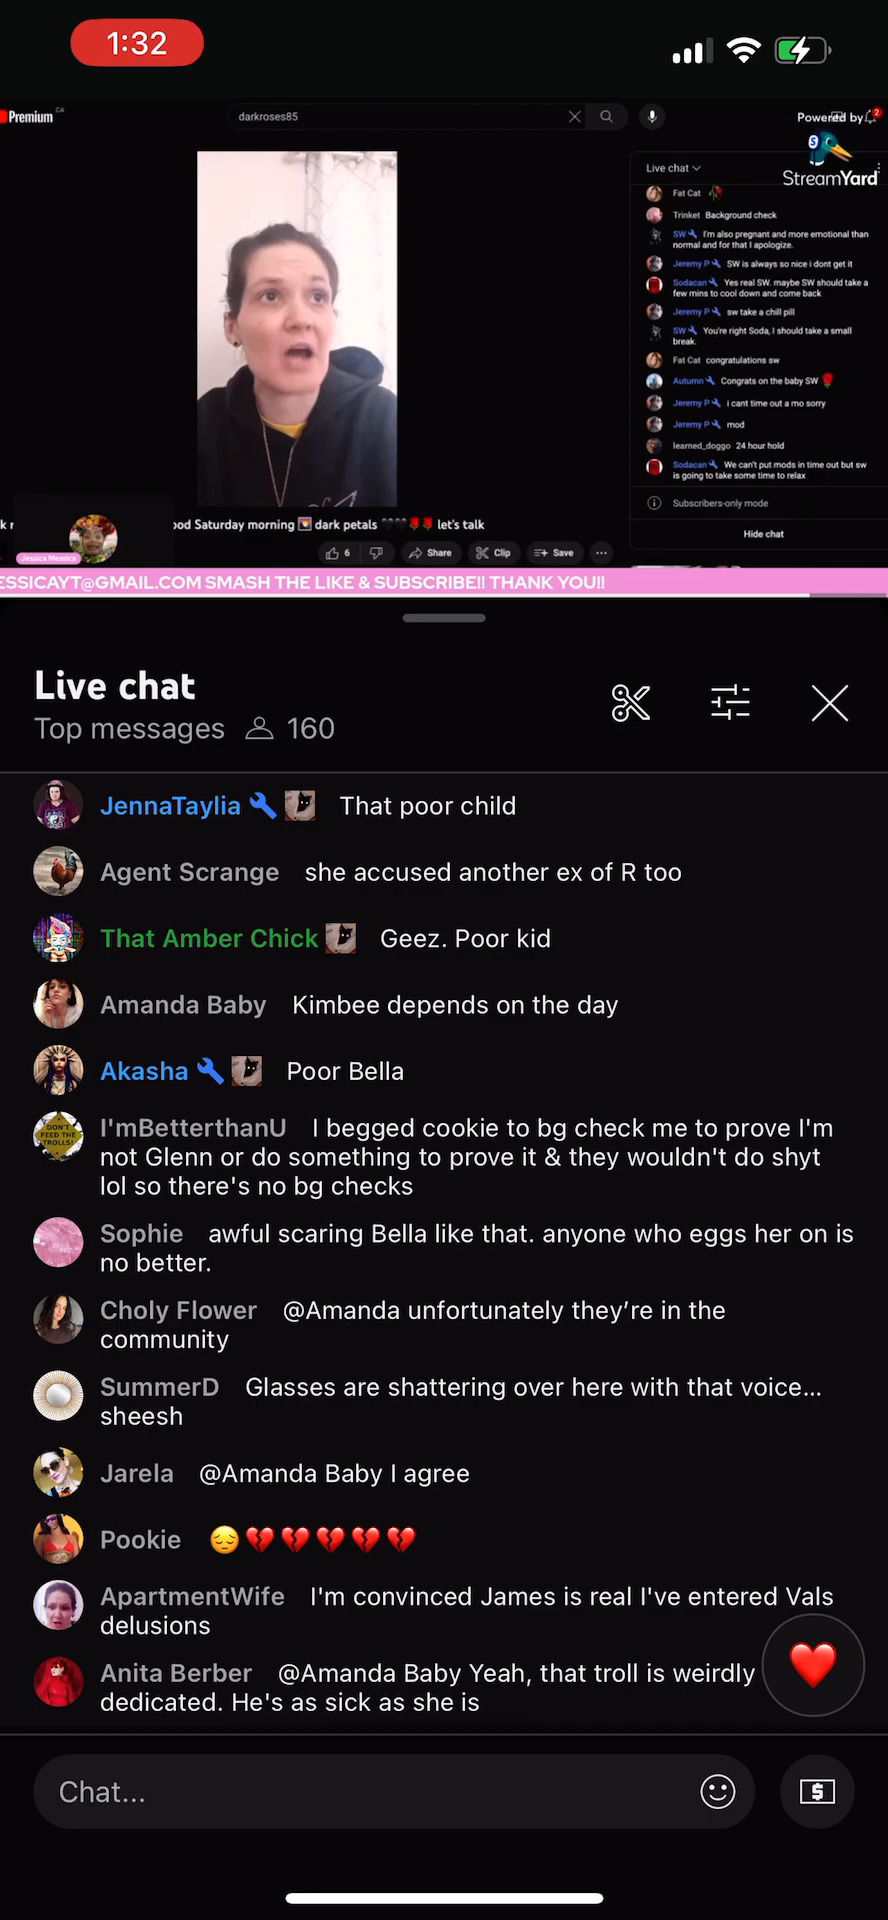 1:32
Premium CA
darkroses85
Powered by
2
StreamYard
Live chat
Fat Cat
Trinket Background check
SW I'm also pregnant and more emotional than
normal and for that I apologize.
Jeremy P SW is always so nice i dont get it
Sodacan Yes real SW. maybe SW should take a
few mins to cool down and come back
Jeremy P sw take a chill pill
SW You're right Soda, I should take a small
break.
Fat Cat congratulations sw
Autumn Congrats on the baby SW 🌹
Jeremy P i cant time out a mo sorry
Jeremy P mod
learned_doggo 24 hour hold
Sodacan We can't put mods in time out but sw
is going to take some time to relax
Subscribers-only mode
Hide chat
ood Saturday morning 🌅 dark petals 🖤🖤🌹🌹 let's talk
6
Share
Clip
Save
Jessica Messica
ESSICAYT@GMAIL.COM SMASH THE LIKE & SUBSCRIBE!! THANK YOU!!
Live chat
Top messages 160
JennaTaylia That poor child
Agent Scrange she accused another ex of R too
That Amber Chick Geez. Poor kid
Amanda Baby Kimbee depends on the day
Akasha Poor Bella
DON'T
FEED THE
TROLLS!
I'mBetterthanU I begged cookie to bg check me to prove I'm
not Glenn or do something to prove it & they wouldn't do shyt
lol so there's no bg checks
Sophie awful scaring Bella like that. anyone who eggs her on is
no better.
Choly Flower @Amanda unfortunately they're in the
community
SummerD Glasses are shattering over here with that voice...
sheesh
Jarela @Amanda Baby I agree
Pookie 😔💔💔💔💔💔
ApartmentWife I'm convinced James is real I've entered Vals
delusions
Anita Berber @Amanda Baby Yeah, that troll is weirdly
dedicated. He's as sick as she is
Chat...